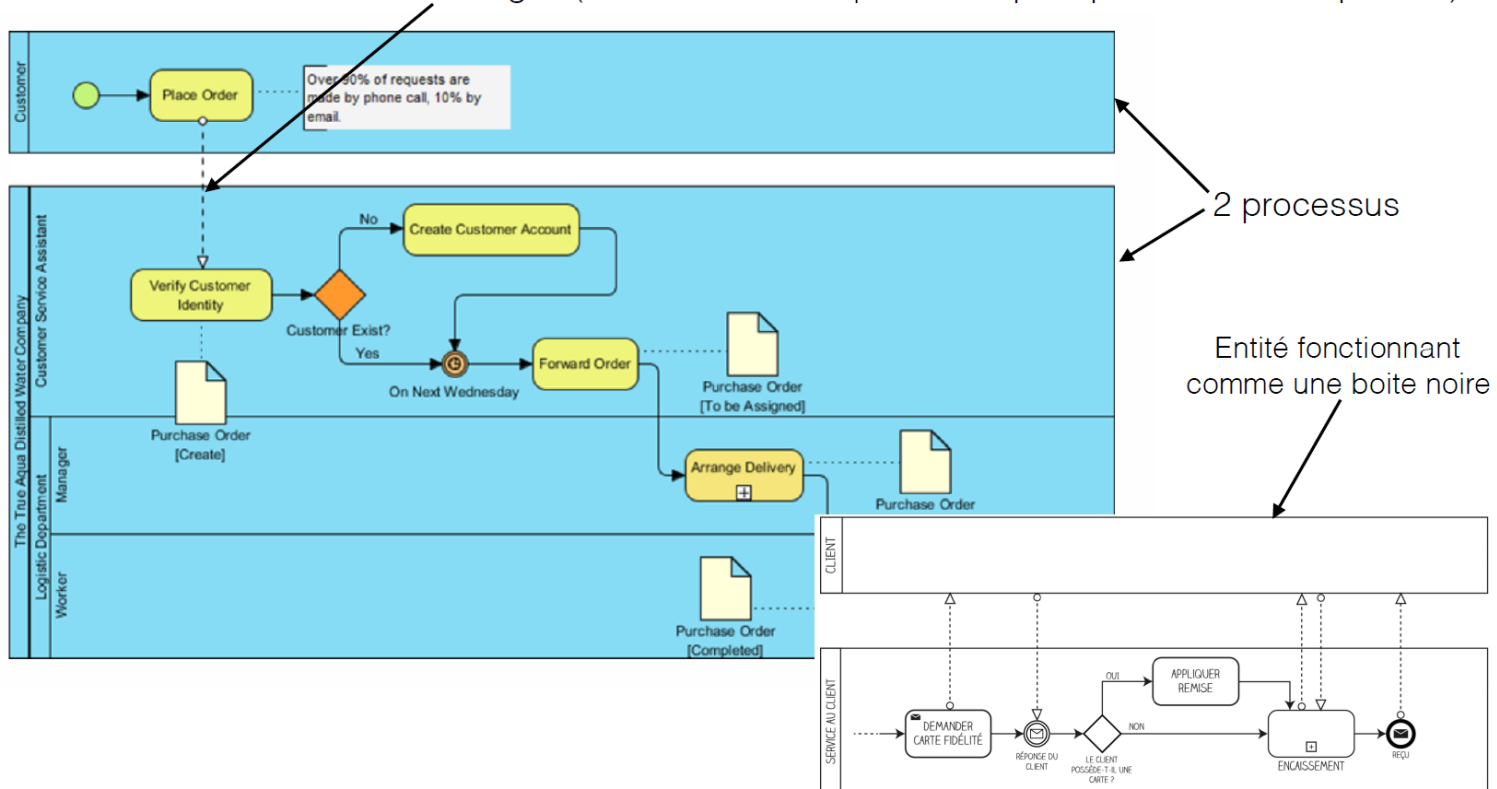 Customer
Place Order
Over 90% of requests are
made by phone call, 10% by
email.
2 processus
The True Aqua Distilled Water Company
Customer Service Assistant
No
Create Customer Account
Verify Customer
Identity
Customer Exist?
Yes
On Next Wednesday
Forward Order
Purchase Order
[To be Assigned]
Purchase Order
[Create]
Entité fonctionnant
comme une boite noire
Logistic Department
Manager
Arrange Delivery
Purchase Order
Worker
Purchase Order
[Completed]
CLIENT
SERVICE AU CLIENT
DEMANDER
CARTE FIDÉLITÉ
RÉPONSE DU
CLIENT
OUI
APPLIQUER
REMISE
NON
LE CLIENT
POSSÉDE-T-IL UNE
CARTE ?
ENCAISSEMENT
REÇU